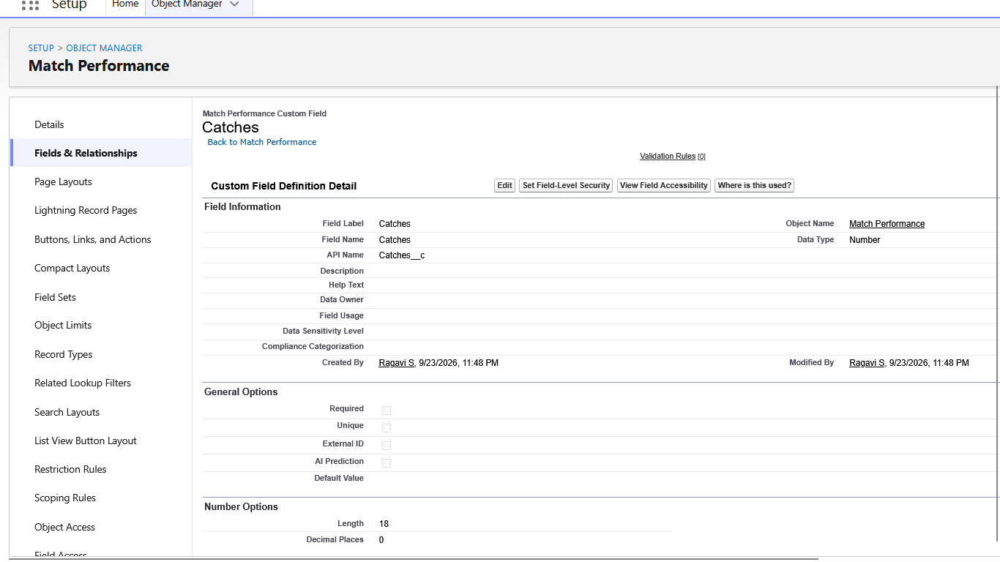 Setup
Home
Object Manager
SETUP > OBJECT MANAGER
Match Performance
Details
Fields & Relationships
Page Layouts
Lightning Record Pages
Buttons, Links, and Actions
Compact Layouts
Field Sets
Object Limits
Record Types
Related Lookup Filters
Search Layouts
List View Button Layout
Restriction Rules
Scoping Rules
Object Access
Field Access
Match Performance Custom Field
Catches
Back to Match Performance
Validation Rules [0]
Custom Field Definition Detail
Edit
Set Field-Level Security
View Field Accessibility
Where is this used?
Field Information
Field Label Catches Object Name Match Performance
Field Name Catches Data Type Number
API Name Catches__c
Description
Help Text
Data Owner
Field Usage
Data Sensitivity Level
Compliance Categorization
Created By Ragavi S, 9/23/2026, 11:48 PM Modified By Ragavi S, 9/23/2026, 11:48 PM
General Options
Required
Unique
External ID
AI Prediction
Default Value
Number Options
Length 18
Decimal Places 0